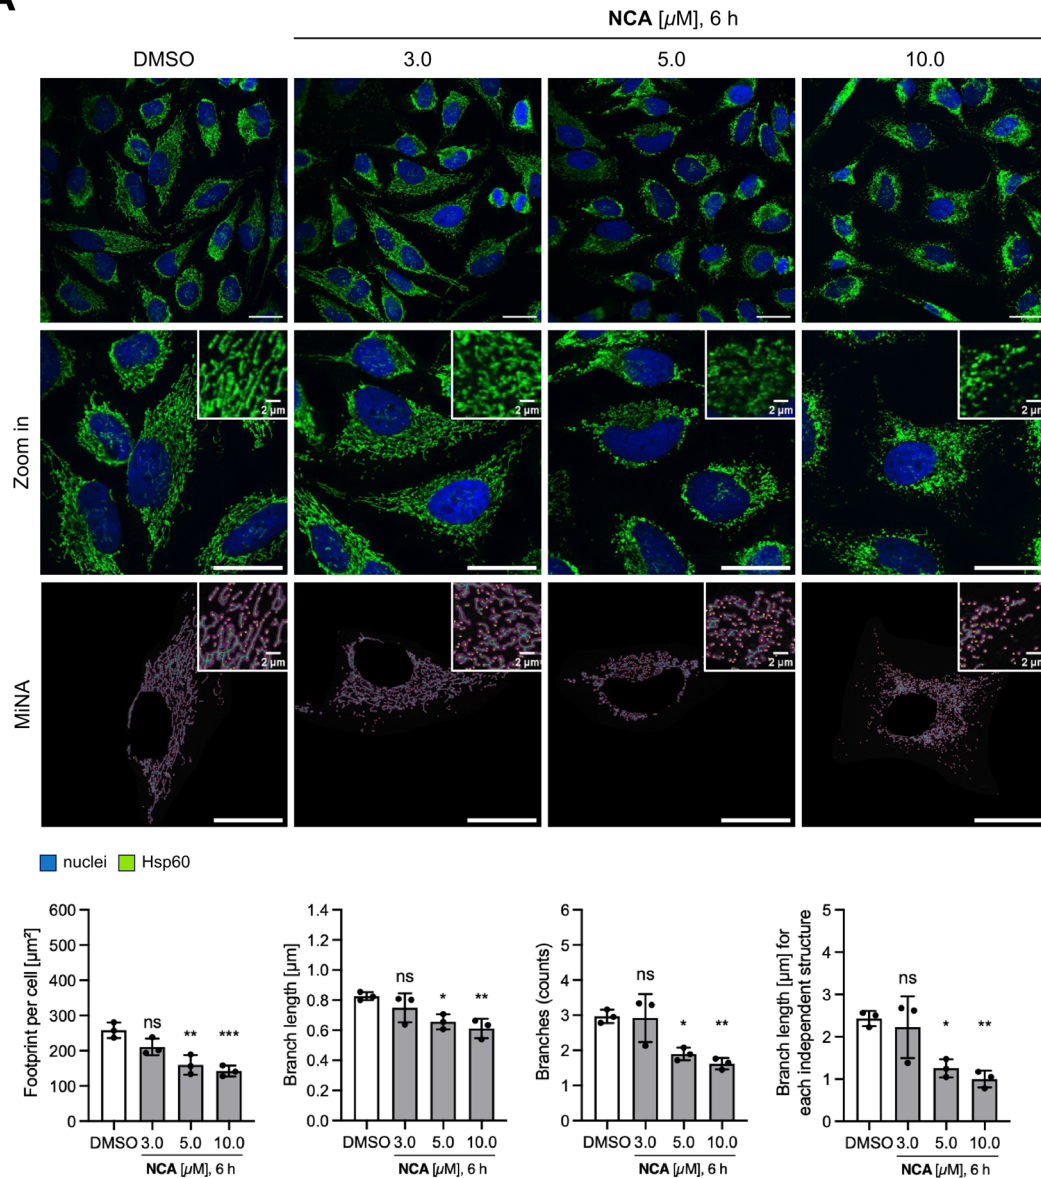 A
NCA [µM], 6 h
DMSO 3.0 5.0 10.0
2 µm 2 µm 2 µm 2 µm
Zoom in
2 µm 2 µm 2 µm 2 µm
MiNA
nuclei Hsp60
Footprint per cell [µm²]
600
500
400
300
200
100
0
ns ** ***
DMSO 3.0 5.0 10.0
NCA [µM], 6 h
Branch length [µm]
1.4
1.2
1.0
0.8
0.6
0.4
0.2
0.0
ns * **
DMSO 3.0 5.0 10.0
NCA [µM], 6 h
Branches (counts)
6
5
4
3
2
1
0
ns * **
DMSO 3.0 5.0 10.0
NCA [µM], 6 h
Branch length [µm] for
each independent structure
5
4
3
2
1
0
ns * **
DMSO 3.0 5.0 10.0
NCA [µM], 6 h